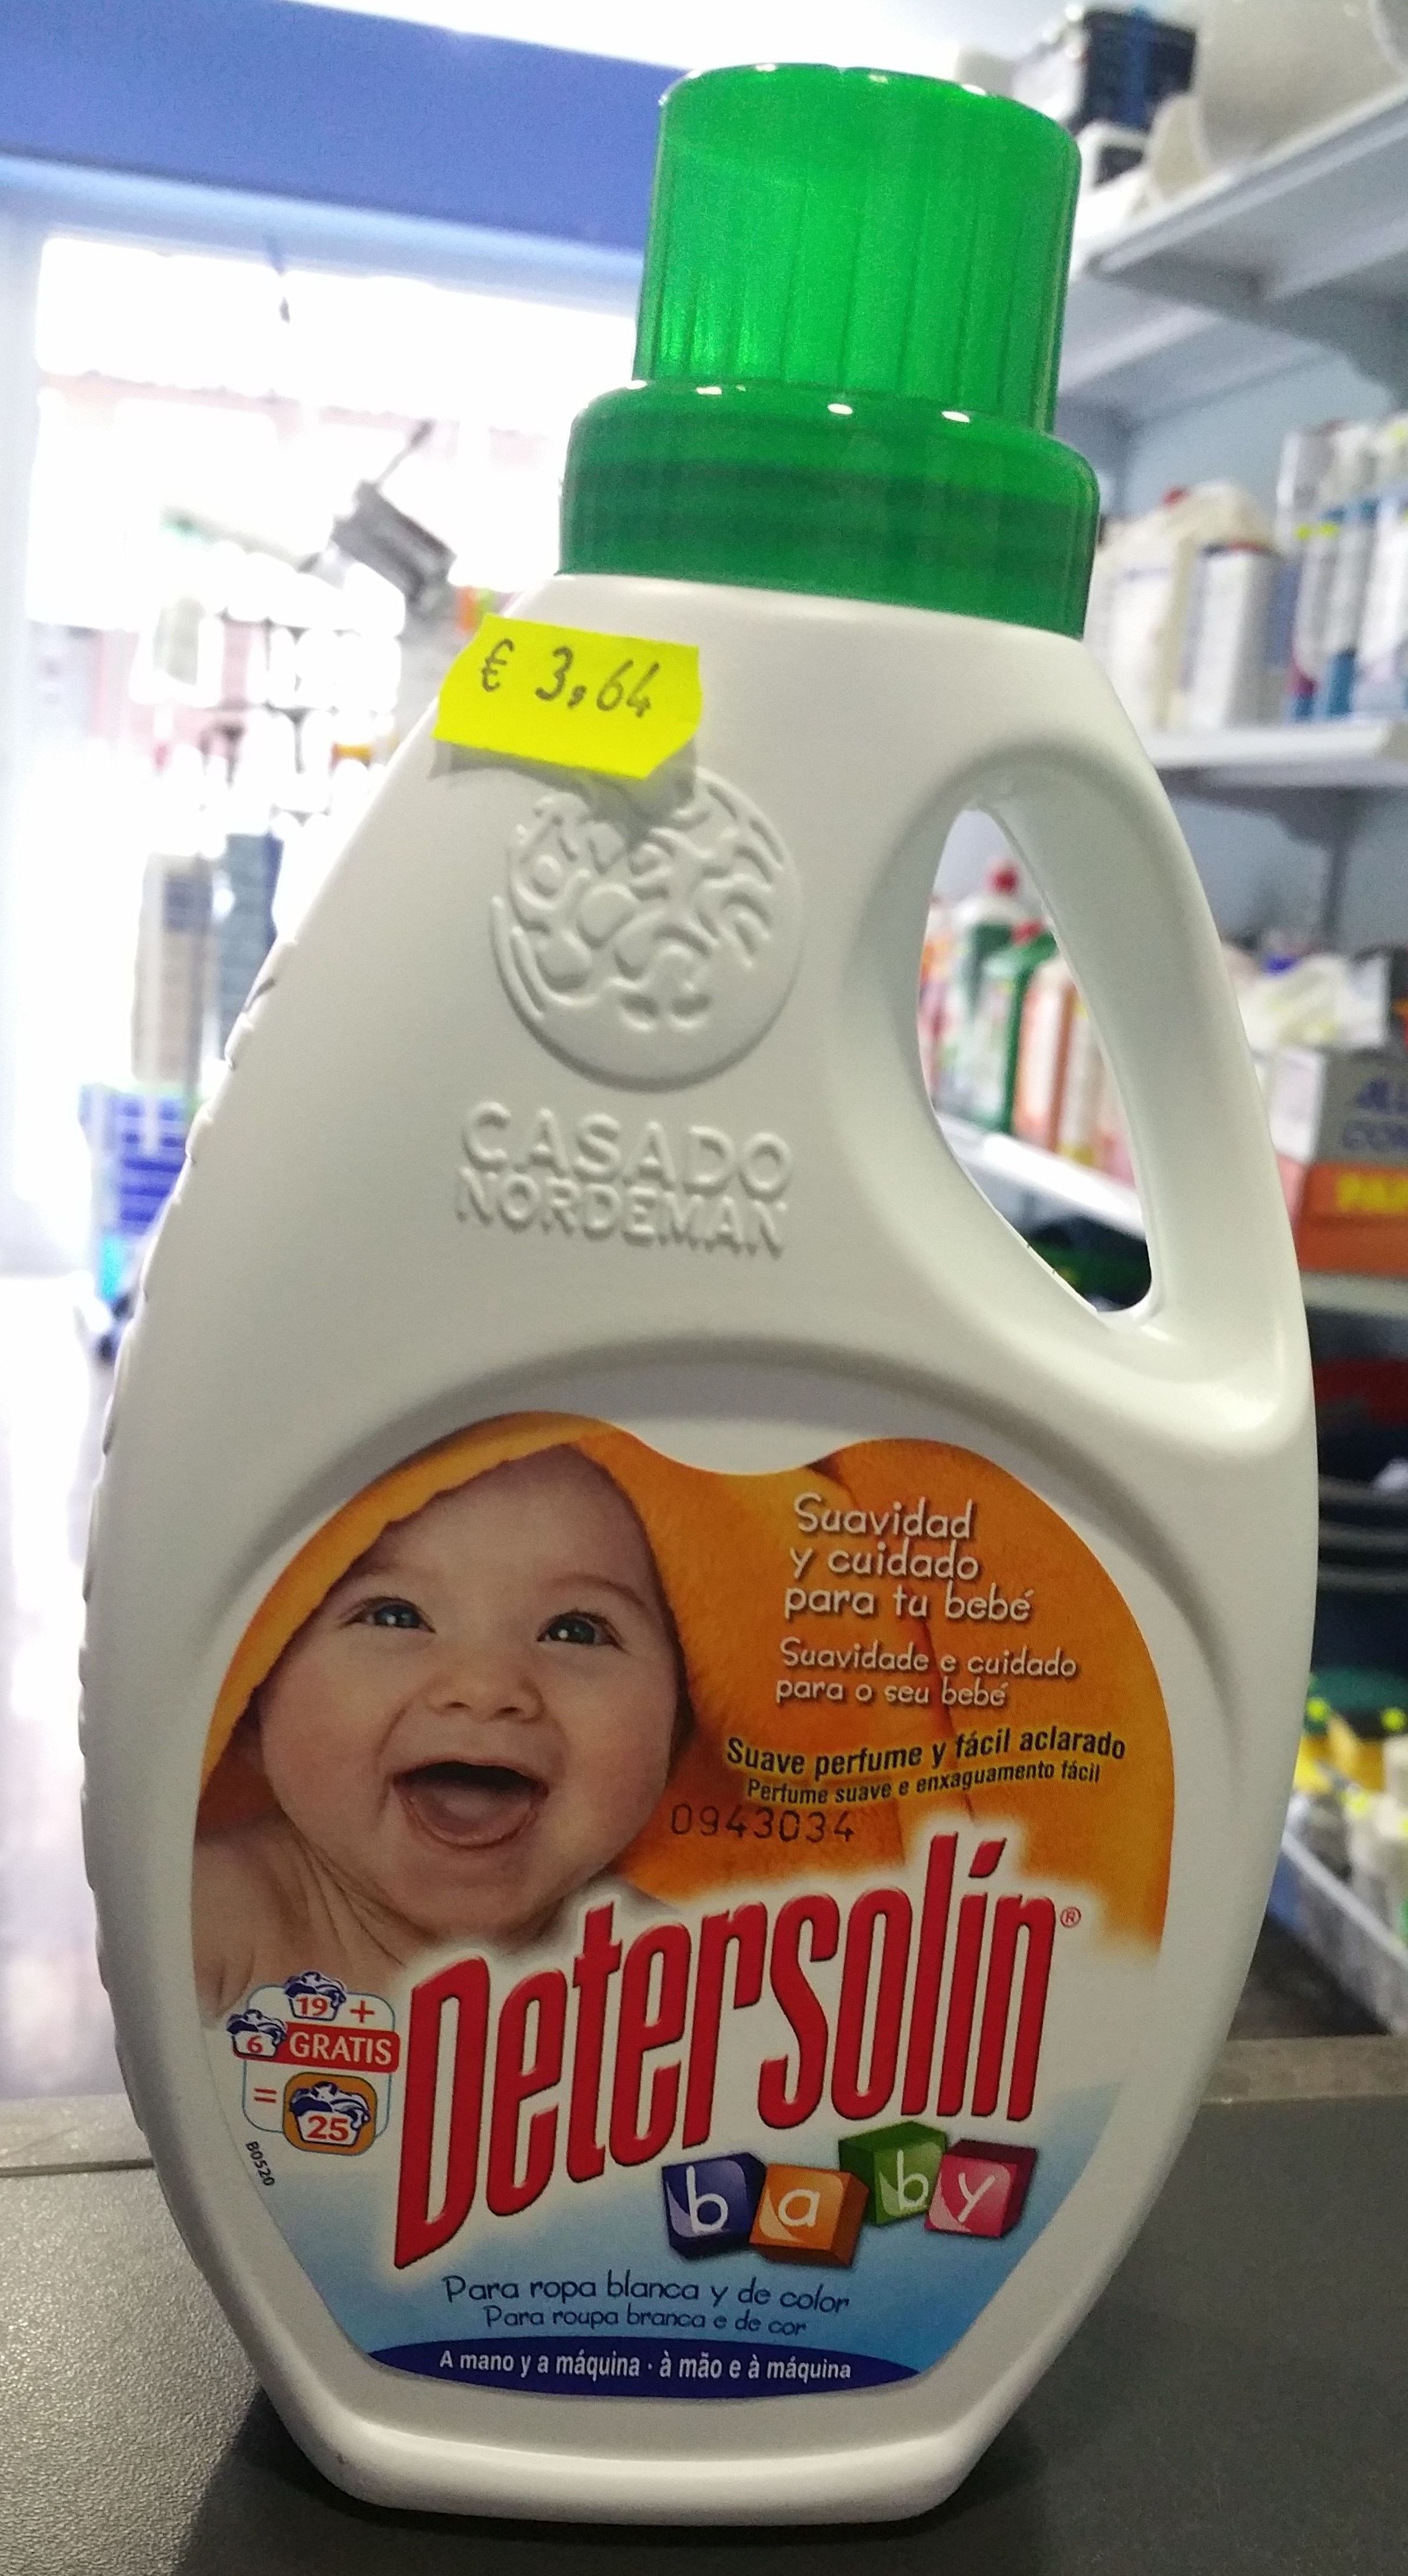 € 3,64
CASADO
NORDEMAN
Suavidad
y cuidado
para tu bebé
Suavidade e cuidado
para o seu bebé
Suave perfume y fácil aclarado
Perfume suave e enxaguamento fácil
0943034
Detersolín®
baby
19 +
6 GRATIS
= 25
B0520
Para ropa blanca y de color
Para roupa branca e de cor
A mano y a máquina · à mão e à máquina